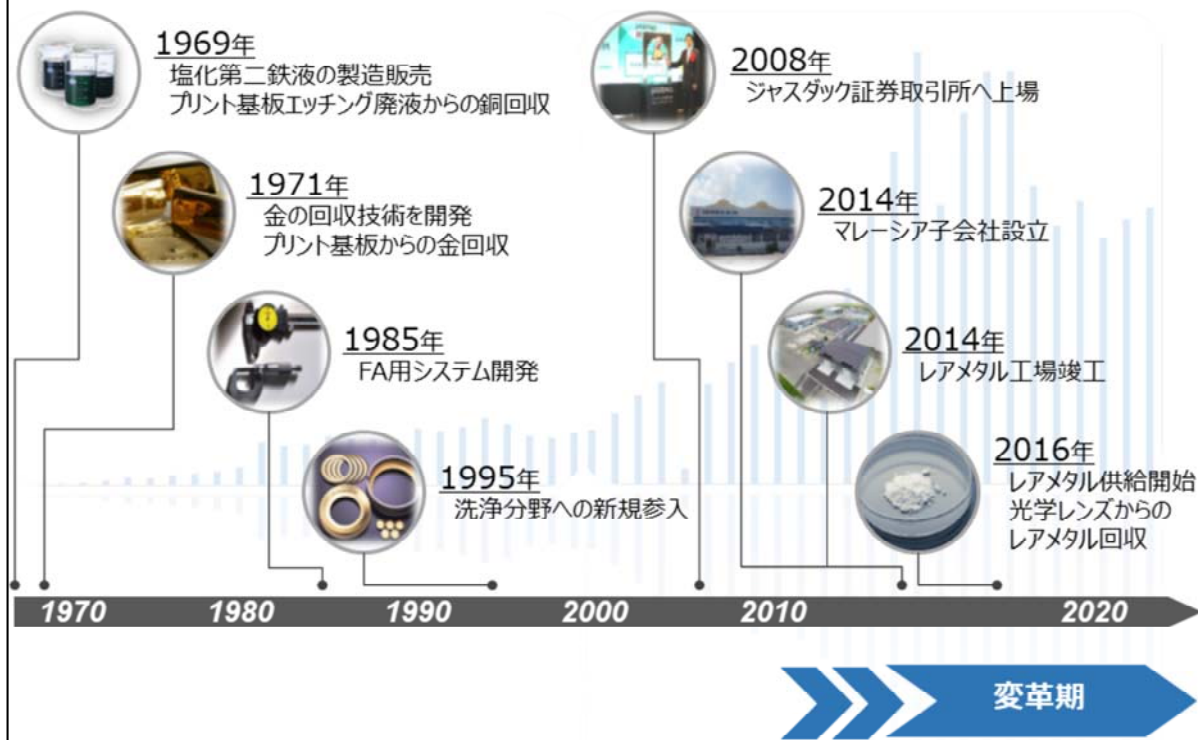 1969年
塩化第二鉄液の製造販売
プリント基板エッチング廃液からの銅回収
1971年
金の回収技術を開発
プリント基板からの金回収
1985年
FA用システム開発
1995年
洗浄分野への新規参入
2008年
ジャスダック証券取引所へ上場
2014年
マレーシア子会社設立
2014年
レアメタル工場竣工
2016年
レアメタル供給開始
光学レンズからの
レアメタル回収
1970 1980 1990 2000 2010 2020
変革期